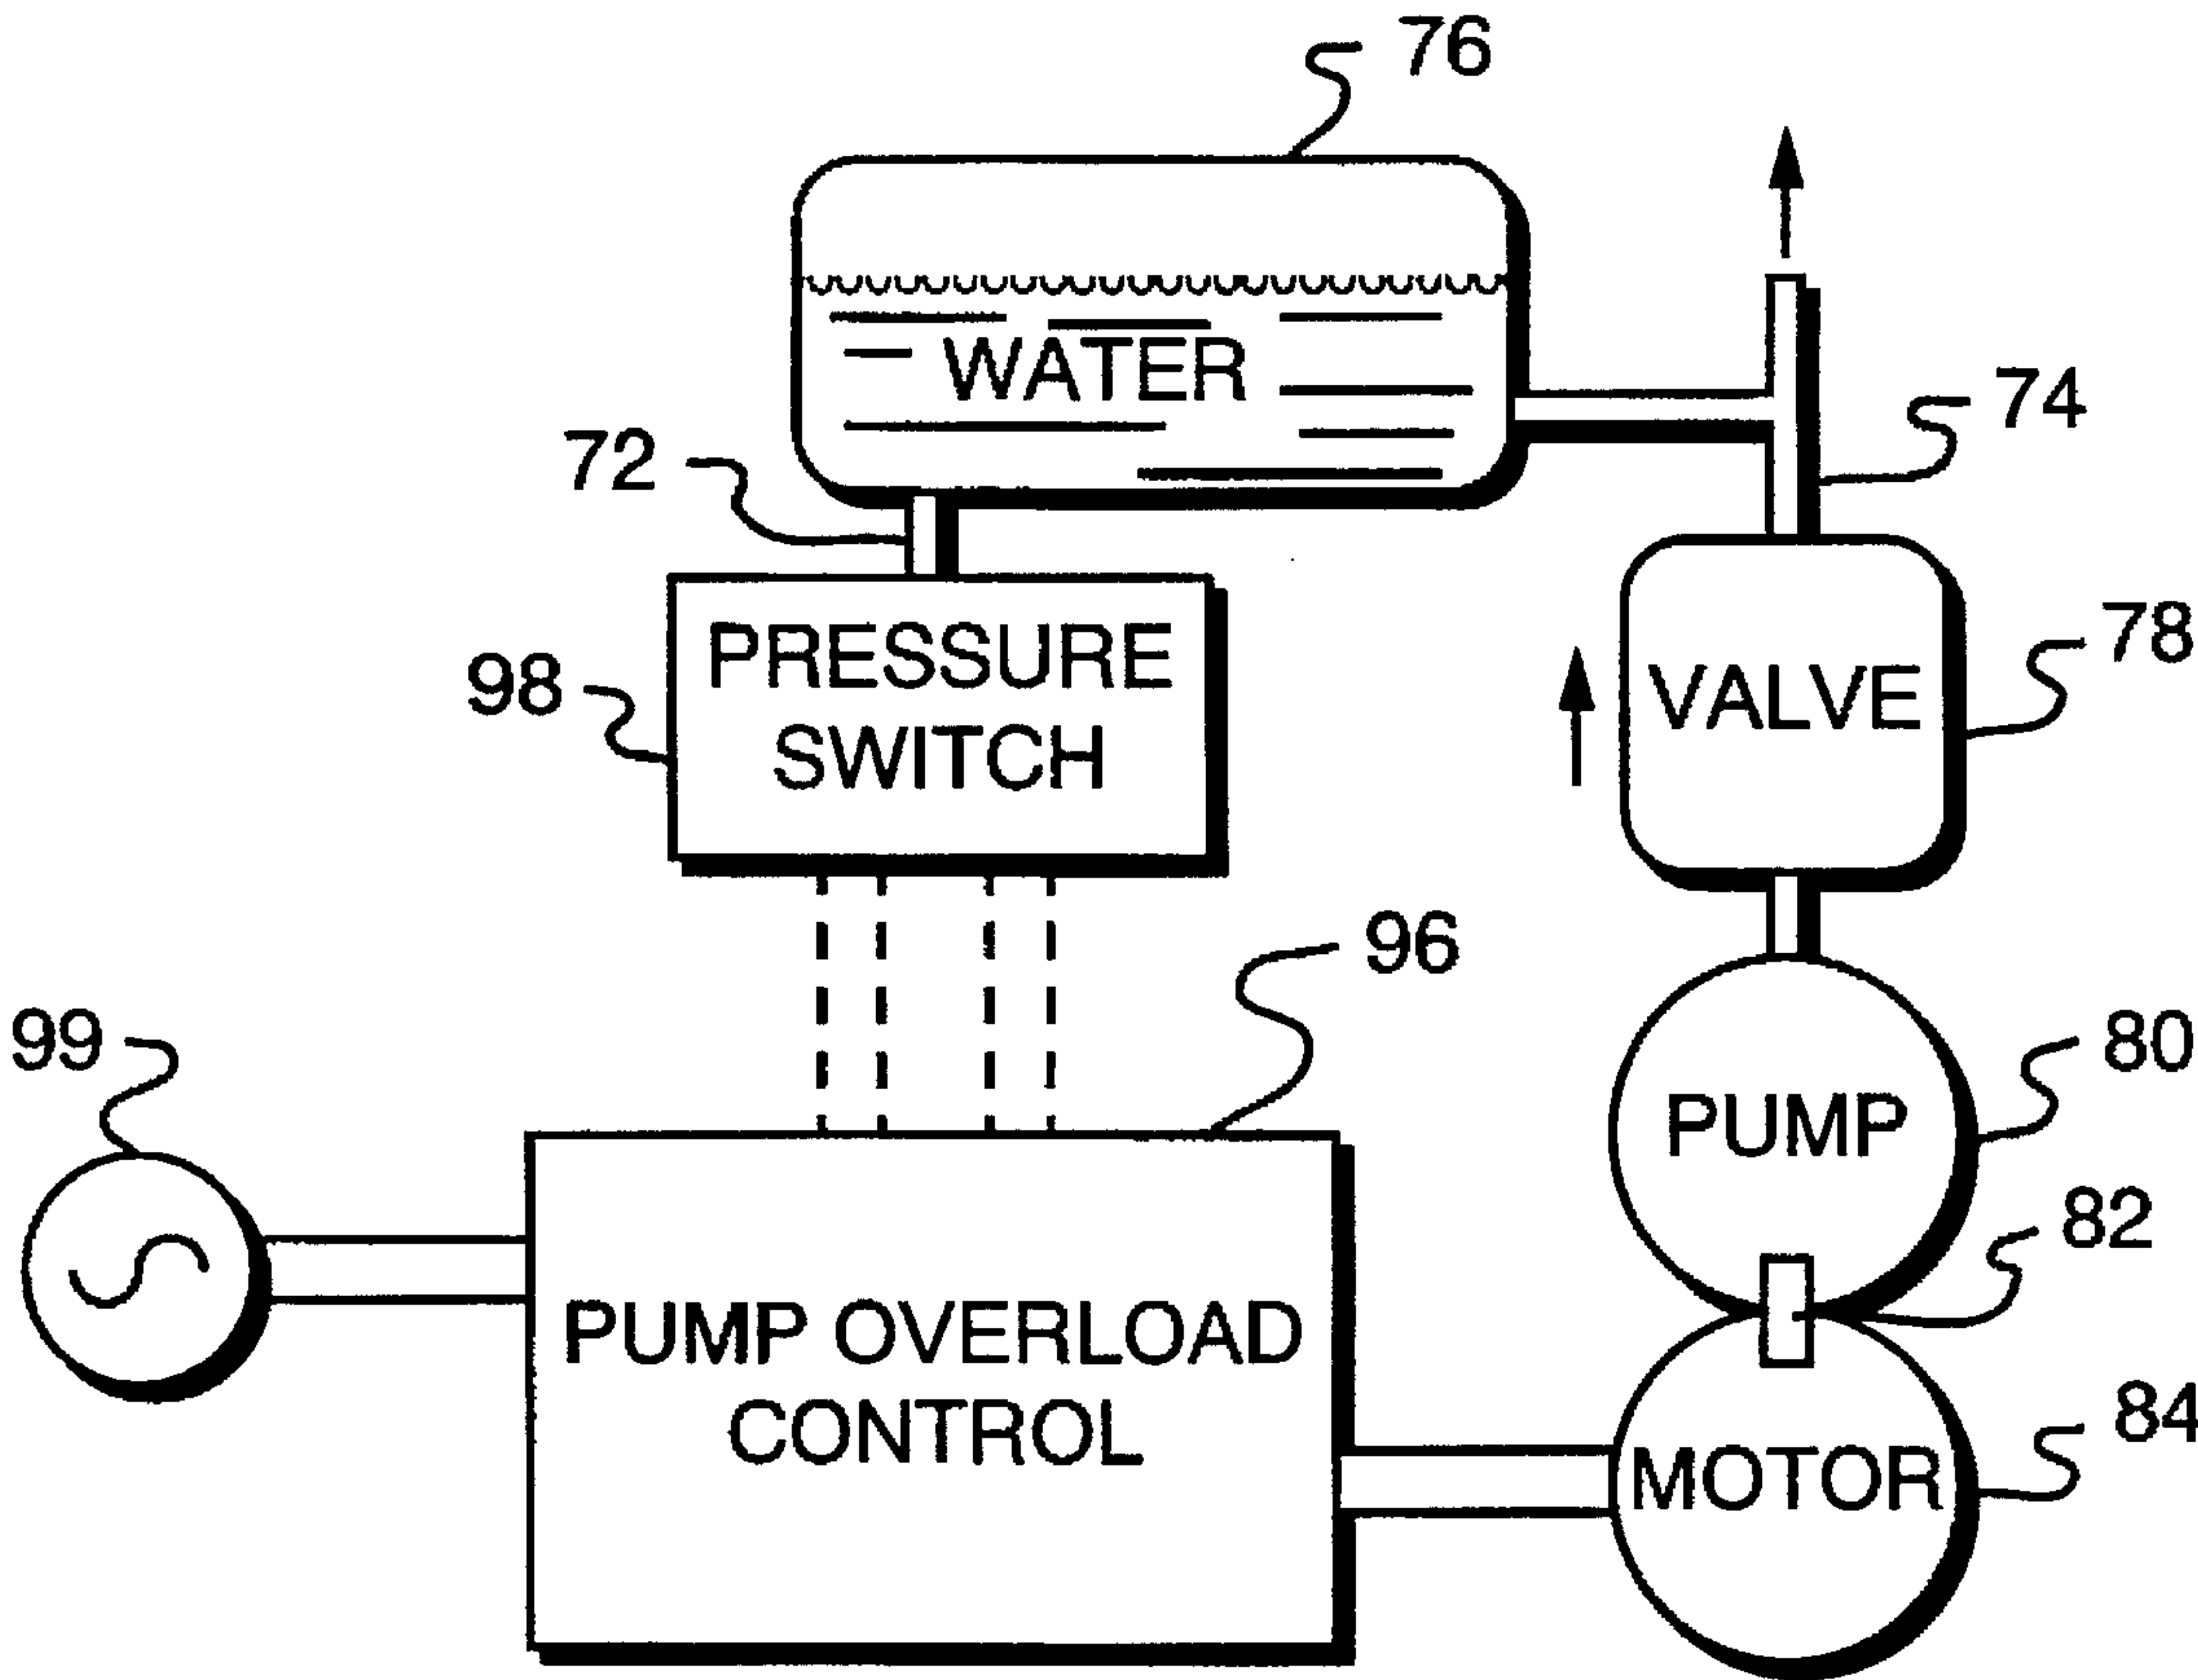 76
WATER
74
72
PRESSURE
SWITCH
98
VALVE
78
96
99
PUMP
80
82
PUMP OVERLOAD
CONTROL
MOTOR
84